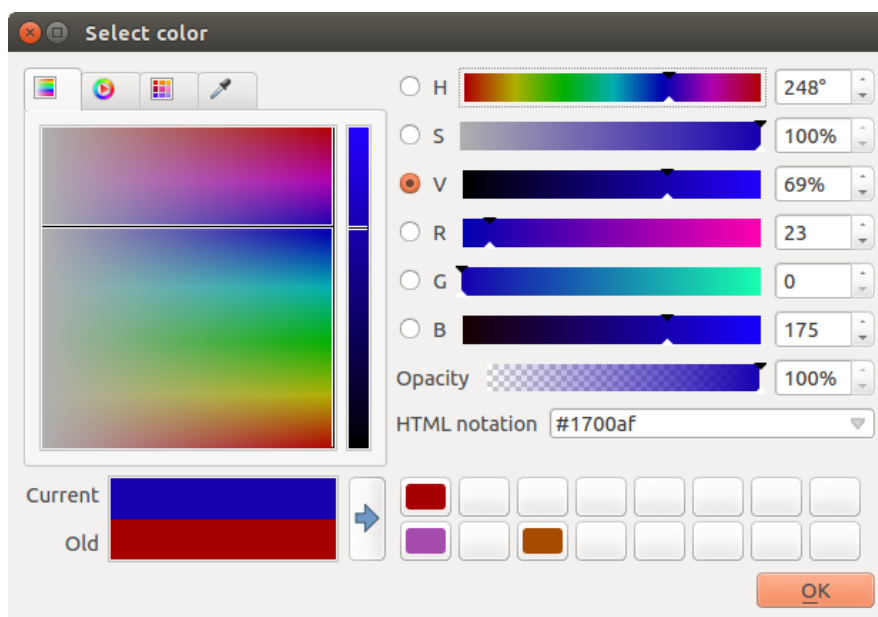 Select color
H 248°
S 100%
V 69%
R 23
G 0
B 175
Opacity 100%
HTML notation #1700af
Current
Old
OK